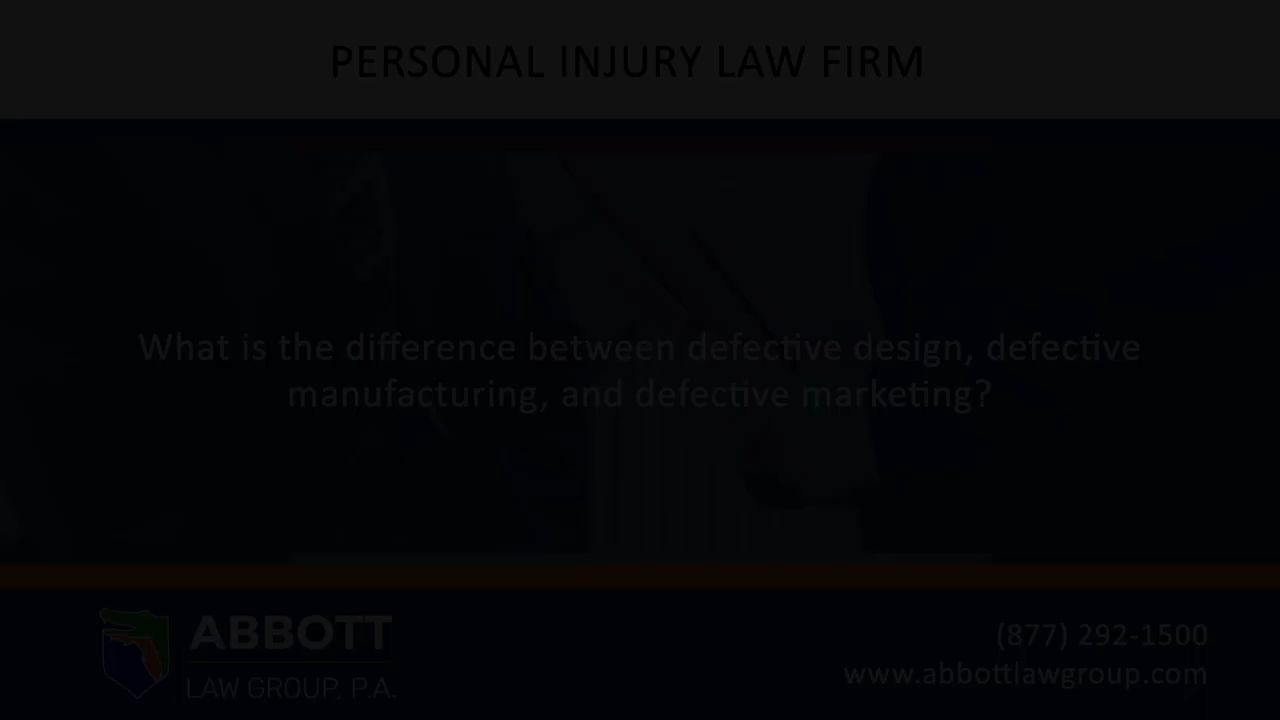 PERSONAL INJURY LAW FIRM
What is the difference between defective design, defective
manufacturing, and defective marketing?
ABBOTT
LAW GROUP, P.A.
(877) 292-1500
www.abbottlawgroup.com